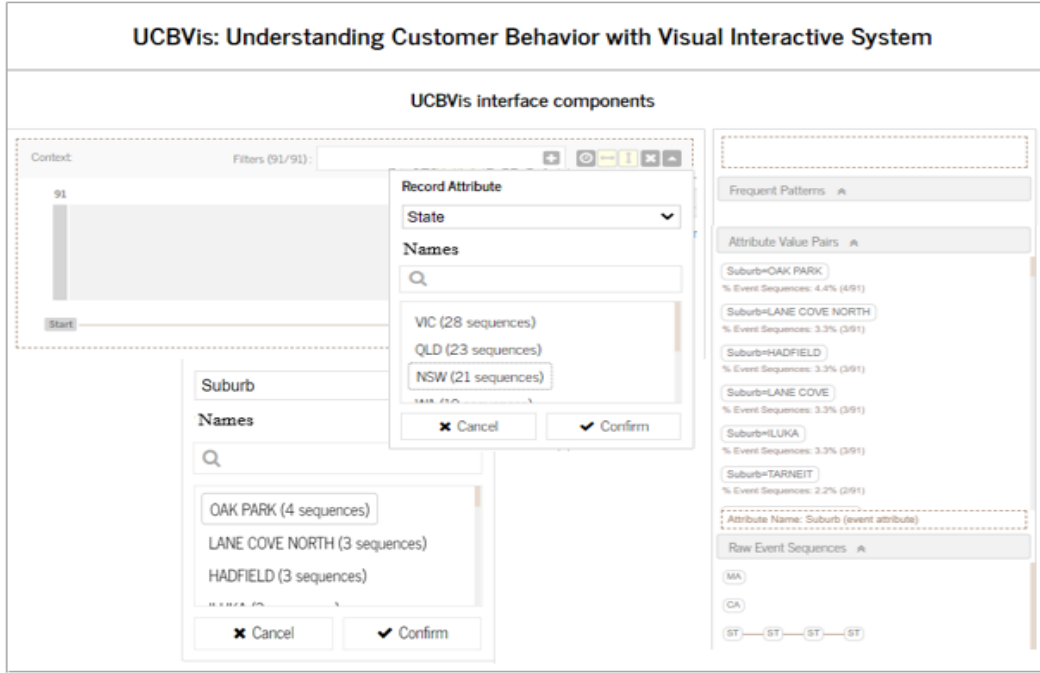 UCBVis: Understanding Customer Behavior with Visual Interactive System
UCBVis interface components
Context:
Filters (91/91):
91
Start
Record Attribute
State
Names
VIC (28 sequences)
QLD (23 sequences)
NSW (21 sequences)
Cancel
Confirm
Suburb
Names
OAK PARK (4 sequences)
LANE COVE NORTH (3 sequences)
HADFIELD (3 sequences)
Cancel
Confirm
Frequent Patterns
Attribute Value Pairs
Suburb=OAK PARK
% Event Sequences: 4.4% (4/91)
Suburb=LANE COVE NORTH
% Event Sequences: 3.3% (3/91)
Suburb=HADFIELD
% Event Sequences: 3.3% (3/91)
Suburb=LANE COVE
% Event Sequences: 3.3% (3/91)
Suburb=ILUKA
% Event Sequences: 3.3% (3/91)
Suburb=TARNEIT
% Event Sequences: 2.2% (2/91)
Attribute Name: Suburb (event attribute)
Raw Event Sequences
MA
CA
ST ST ST ST